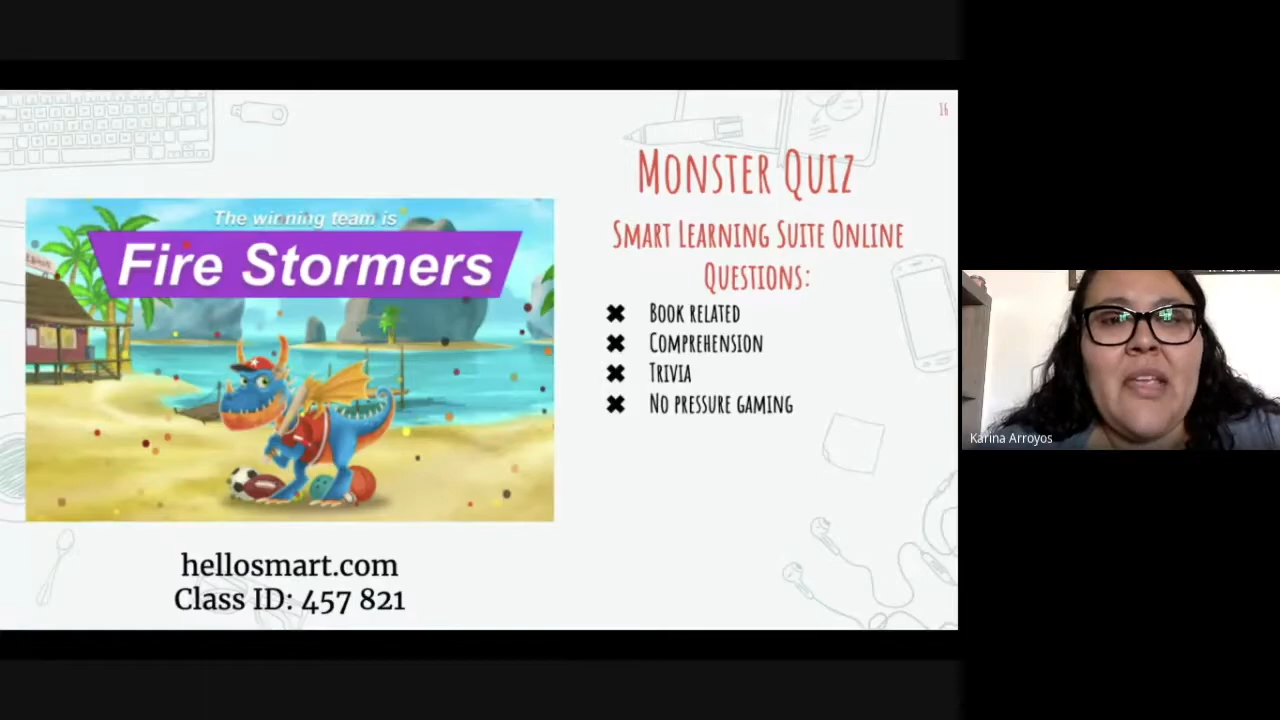 16
Monster Quiz
Smart Learning Suite Online
Questions:
✖ Book related
✖ Comprehension
✖ Trivia
✖ No pressure gaming
The winning team is
Fire Stormers
hellosmart.com
Class ID: 457 821
Karina Arroyos